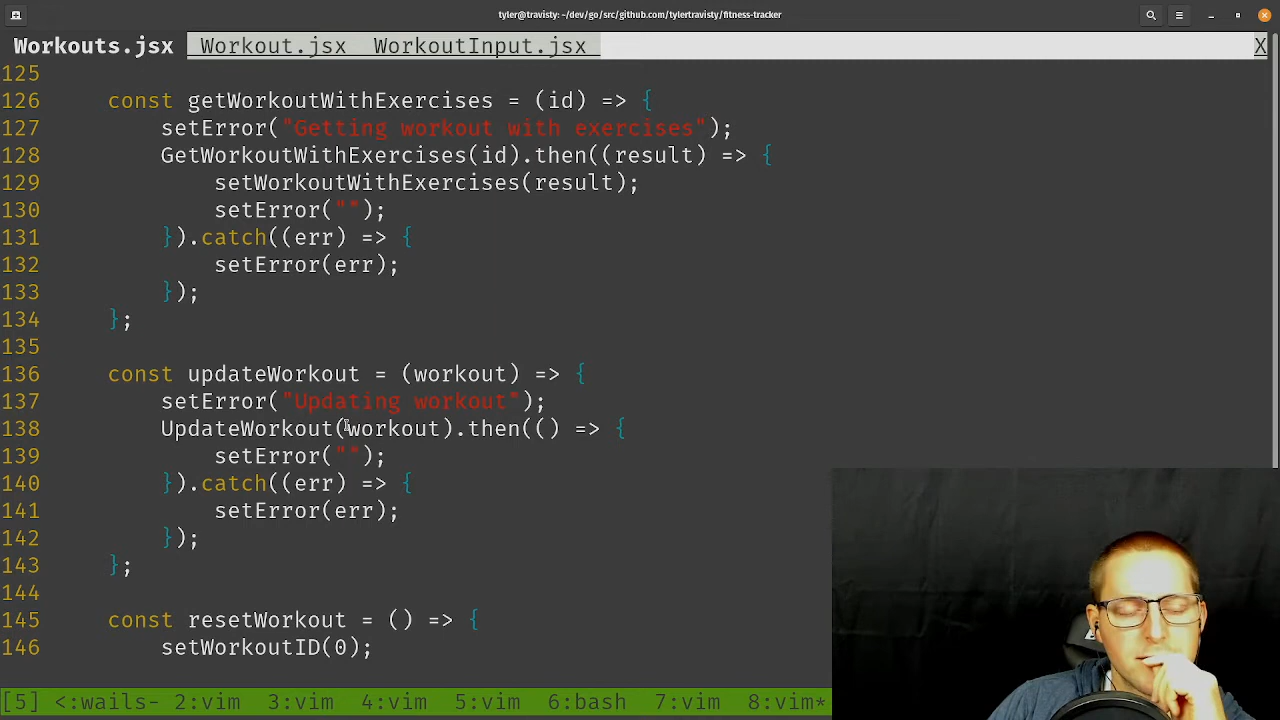 tyler@travisty: ~/dev/go/src/github.com/tylertravisty/fitness-tracker
Workouts.jsx Workout.jsx WorkoutInput.jsx X
125
126 const getWorkoutWithExercises = (id) => {
127 setError("Getting workout with exercises");
128 GetWorkoutWithExercises(id).then((result) => {
129 setWorkoutWithExercises(result);
130 setError("");
131 }).catch((err) => {
132 setError(err);
133 });
134 };
135
136 const updateWorkout = (workout) => {
137 setError("Updating workout");
138 UpdateWorkout(workout).then(() => {
139 setError("");
140 }).catch((err) => {
141 setError(err);
142 });
143 };
144
145 const resetWorkout = () => {
146 setWorkoutID(0);
[5] <:wails- 2:vim 3:vim 4:vim 5:vim 6:bash 7:vim 8:vim*